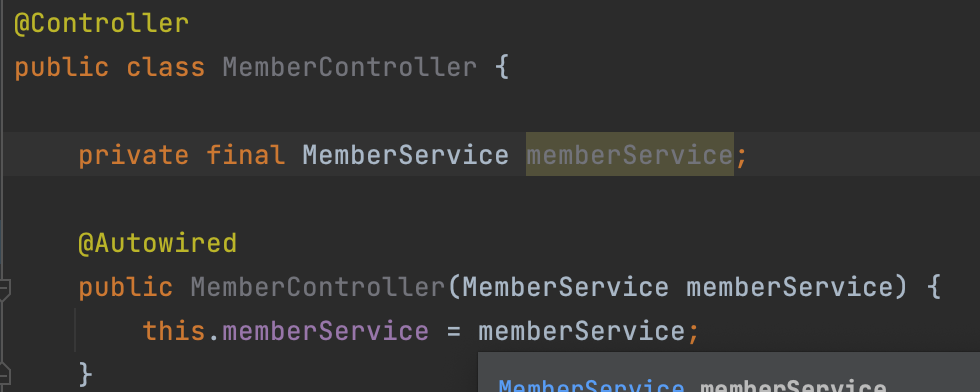 @Controller
public class MemberController {
private final MemberService memberService;
@Autowired
public MemberController(MemberService memberService) {
this.memberService = memberService;
}
MemberService memberService